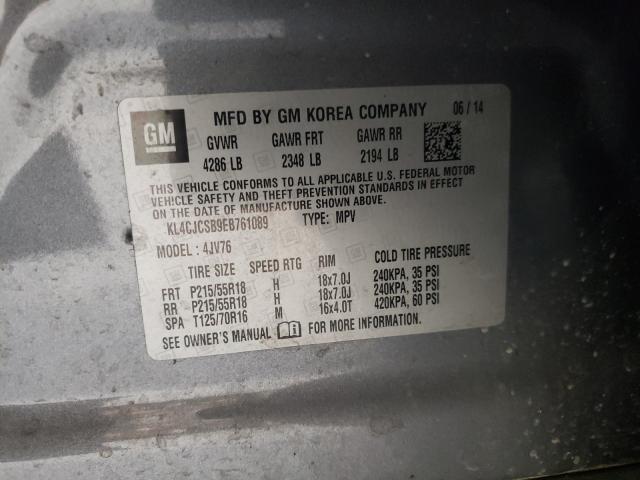 GM
MFD BY GM KOREA COMPANY 06/14
GVWR GAWR FRT GAWR RR
4286 LB 2348 LB 2194 LB
THIS VEHICLE CONFORMS TO ALL APPLICABLE U.S. FEDERAL MOTOR
VEHICLE SAFETY AND THEFT PREVENTION STANDARDS IN EFFECT
ON THE DATE OF MANUFACTURE SHOWN ABOVE.
KL4CJCSB9EB761089 TYPE: MPV
MODEL: 4JV76
TIRE SIZE SPEED RTG RIM COLD TIRE PRESSURE
FRT P215/55R18 H 18x7.0J 240KPA, 35 PSI
RR P215/55R18 H 18x7.0J 240KPA, 35 PSI
SPA T125/70R16 M 16x4.0T 420KPA, 60 PSI
SEE OWNER'S MANUAL FOR MORE INFORMATION.